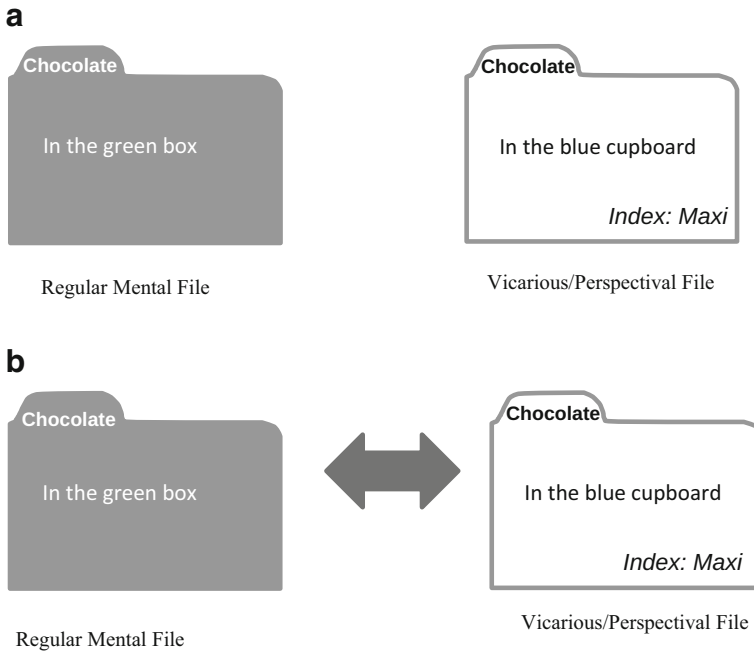 a
Chocolate
In the green box
Regular Mental File
Chocolate
In the blue cupboard
Index: Maxi
Vicarious/Perspectival File
b
Chocolate
In the green box
Regular Mental File
Chocolate
In the blue cupboard
Index: Maxi
Vicarious/Perspectival File